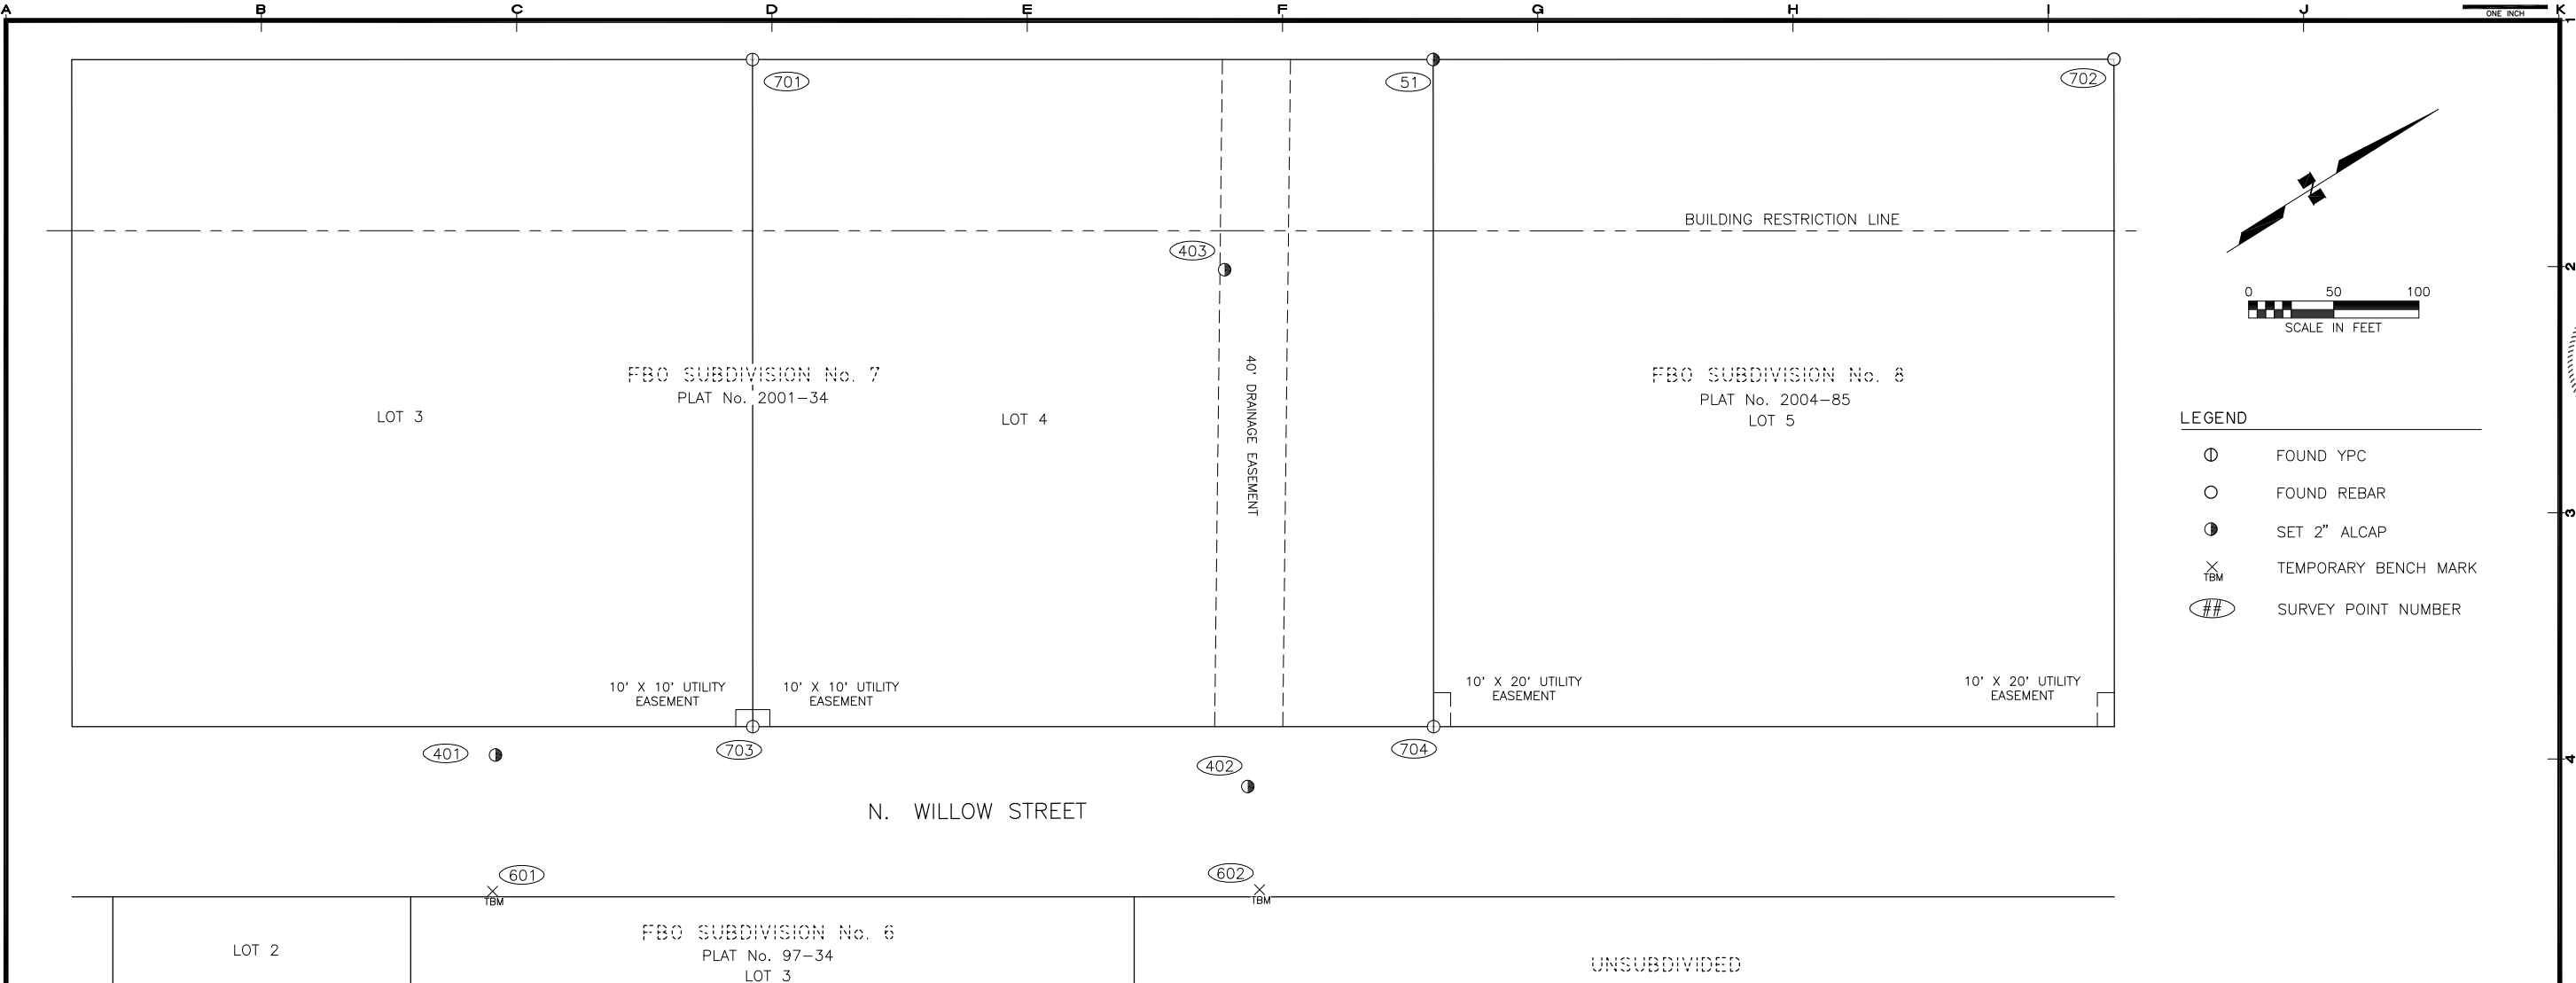 A B C D E F G H I J K
ONE INCH
1
701
51
702
BUILDING RESTRICTION LINE
403
2
0 50 100
SCALE IN FEET
FBO SUBDIVISION No. 7
PLAT No. 2001-34
LOT 3
LOT 4
40' DRAINAGE EASEMENT
FBO SUBDIVISION No. 8
PLAT No. 2004-85
LOT 5
LEGEND
FOUND YPC
FOUND REBAR
3
SET 2" ALCAP
TBM TEMPORARY BENCH MARK
## SURVEY POINT NUMBER
10' X 10' UTILITY
EASEMENT
10' X 10' UTILITY
EASEMENT
10' X 20' UTILITY
EASEMENT
10' X 20' UTILITY
EASEMENT
401
703
402
704
4
N. WILLOW STREET
601
TBM
602
TBM
LOT 2
FBO SUBDIVISION No. 6
PLAT No. 97-34
LOT 3
UNSUBDIVIDED